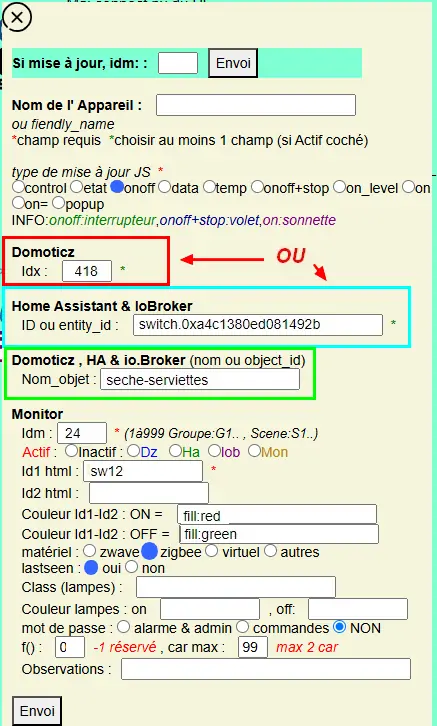 Si mise à jour, idm: :  Envoi
Nom de l' Appareil :
ou fiendly_name
*champ requis *choisir au moins 1 champ (si Actif coché)
type de mise à jour JS *
control etat onoff data temp onoff+stop on_level on
on= popup
INFO:onoff:interrupteur,onoff+stop:volet,on:sonnette
Domoticz
OU
Idx : 418 *
Home Assistant & IoBroker
ID ou entity_id : switch.0xa4c1380ed081492b *
Domoticz , HA & io.Broker (nom ou object_id)
Nom_objet : seche-serviettes
Monitor
Idm : 24 * (1à999 Groupe:G1.. , Scene:S1..)
Actif : Inactif : Dz Ha Iob Mon
Id1 html : sw12 *
Id2 html :
Couleur Id1-Id2 : ON = fill:red
Couleur Id1-Id2 : OFF = fill:green
matériel : zwave zigbee virtuel autres
lastseen : oui non
Class (lampes) :
Couleur lampes : on , off:
mot de passe : alarme & admin commandes NON
f() : 0 -1 réservé , car max : 99 max 2 car
Observations :
Envoi